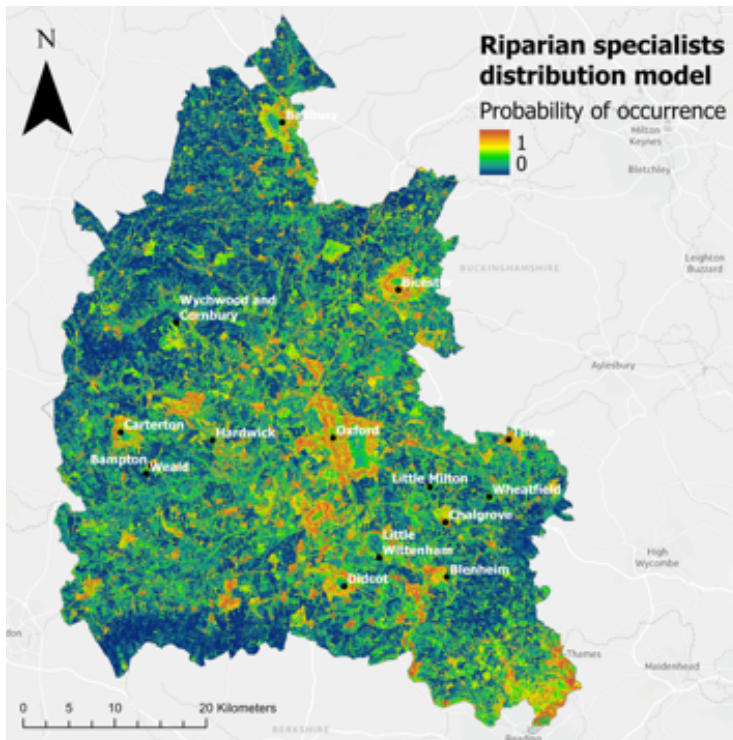 N
Riparian specialists
distribution model
Probability of occurrence
1
0
Banbury
Milton
Keynes
Bletchley
Leighton
Buzzard
BUCKINGHAMSHIRE
Bicester
Wychwood and
Cornbury
Aylesbury
Carterton
Hardwick
Oxford
Thame
Bampton
Weald
Little Milton
Wheatfield
Chalgrove
Little
Wittenham
High
Wycombe
Didcot
Blenheim
don
Thames
Maidenhead
0 5 10 20 Kilometers
BERKSHIRE
Reading